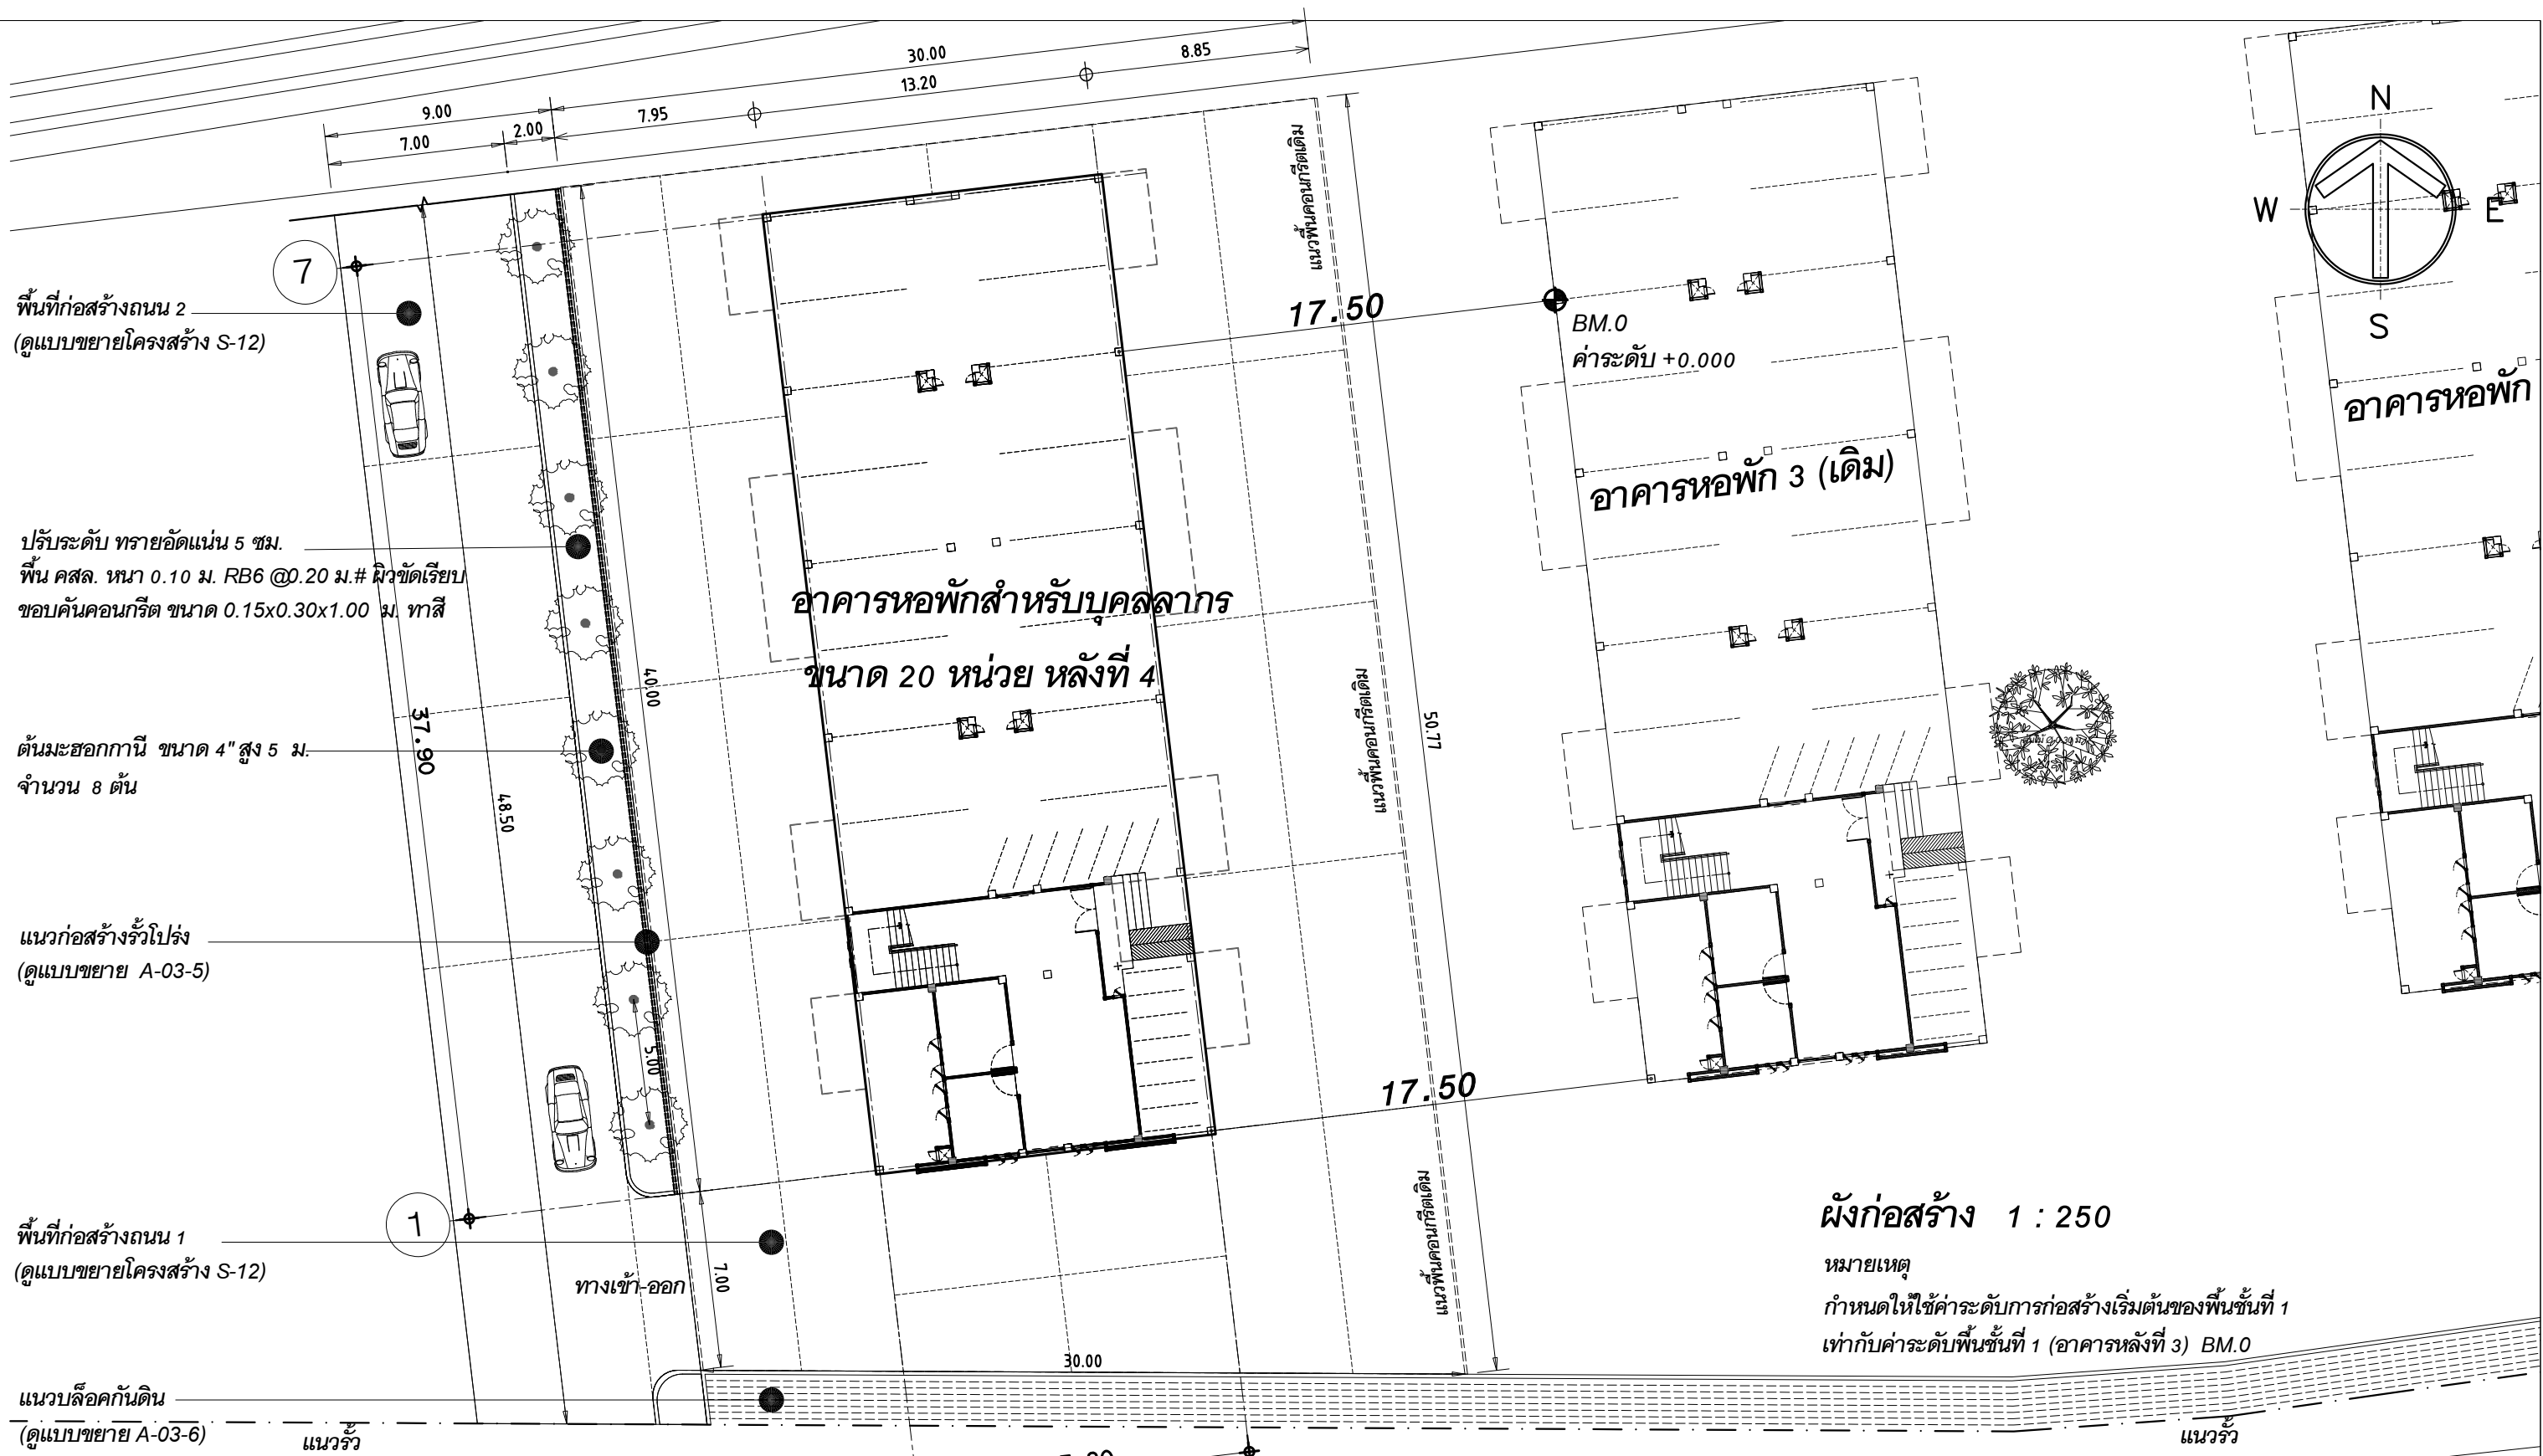 30.00
8.85
13.20
9.00
7.95
2.00
7.00
N
W
E
S
7
พื้นที่ก่อสร้างถนน 2
(ดูแบบขยายโครงสร้าง S-12)
แนวพื้นคอนกรีตเดิม
17.50
BM.0
ค่าระดับ +0.000
อาคารหอพัก
อาคารหอพัก 3 (เดิม)
ปรับระดับ ทรายอัดแน่น 5 ซม.
พื้น คสล. หนา 0.10 ม. RB6 @0.20 ม.# ผิวขัดเรียบ
ขอบคันคอนกรีต ขนาด 0.15x0.30x1.00 ม. ทาสี
อาคารหอพักสำหรับบุคลลากร
ขนาด 20 หน่วย หลังที่ 4
40.00
37.90
48.50
50.77
แนวพื้นคอนกรีตเดิม
ต้นมะฮอกกานี ขนาด 4" สูง 5 ม.
จำนวน 8 ต้น
แนวก่อสร้างรั้วโปร่ง
(ดูแบบขยาย A-03-5)
5.00
17.50
1
พื้นที่ก่อสร้างถนน 1
(ดูแบบขยายโครงสร้าง S-12)
ทางเข้า-ออก
7.00
แนวพื้นคอนกรีตเดิม
ผังก่อสร้าง 1 : 250
หมายเหตุ
กำหนดให้ใช้ค่าระดับการก่อสร้างเริ่มต้นของพื้นชั้นที่ 1
เท่ากับค่าระดับพื้นชั้นที่ 1 (อาคารหลังที่ 3) BM.0
30.00
แนวบล็อคกันดิน
(ดูแบบขยาย A-03-6)
แนวรั้ว
แนวรั้ว